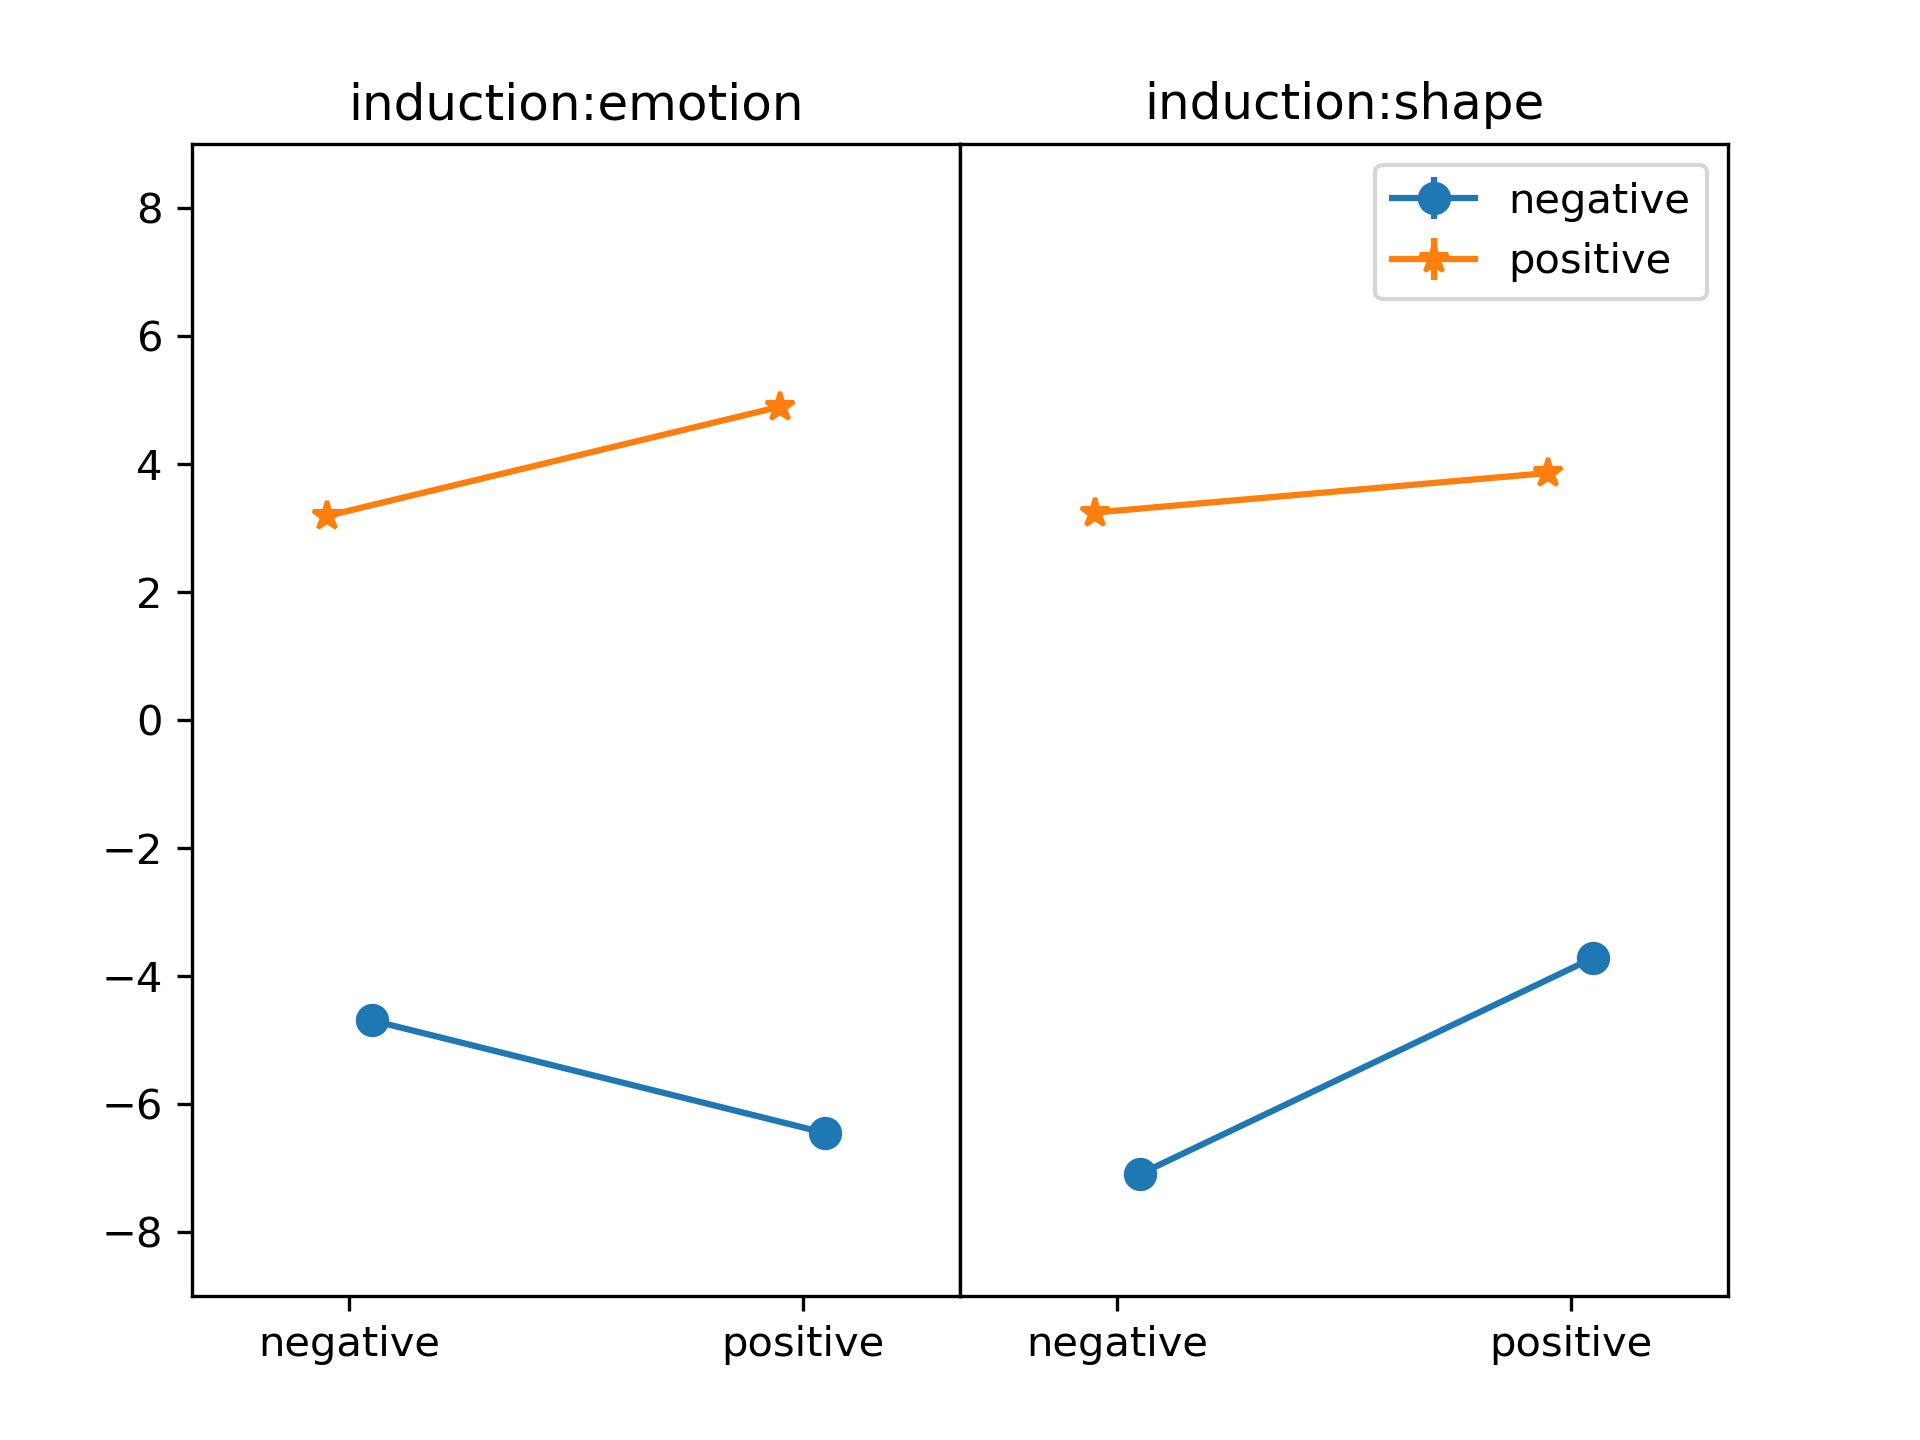 induction:emotion
induction:shape
negative
positive
8
6
4
2
0
−2
−4
−6
−8
negative positive negative positive